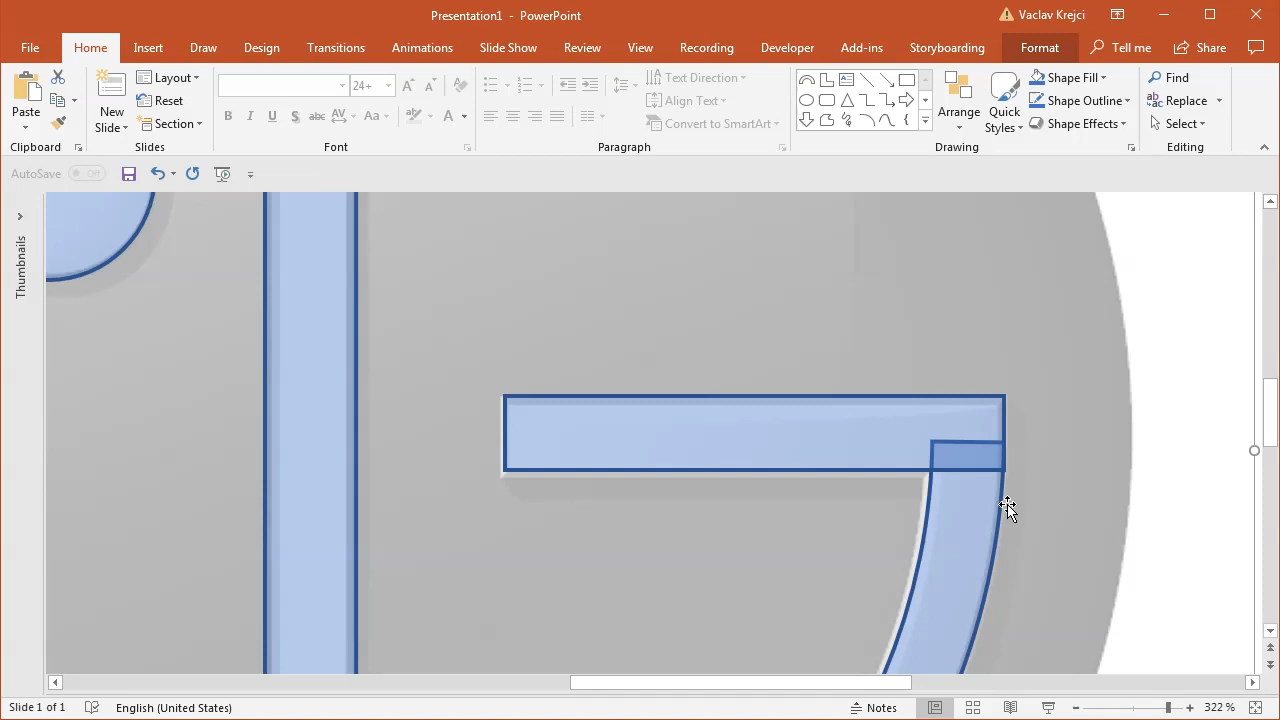 Presentation1 - PowerPoint
Vaclav Krejci
File Home Insert Draw Design Transitions Animations Slide Show Review View Recording Developer Add-ins Storyboarding Format Tell me Share
Paste
Clipboard
New Slide
Layout
Reset
Section
Slides
24+
B I U S abc AV Aa A
Font
Text Direction
Align Text
Convert to SmartArt
Paragraph
Arrange
Quick Styles
Shape Fill
Shape Outline
Shape Effects
Drawing
Find
Replace
Select
Editing
AutoSave Off
Thumbnails
Slide 1 of 1 English (United States) Notes 322 %